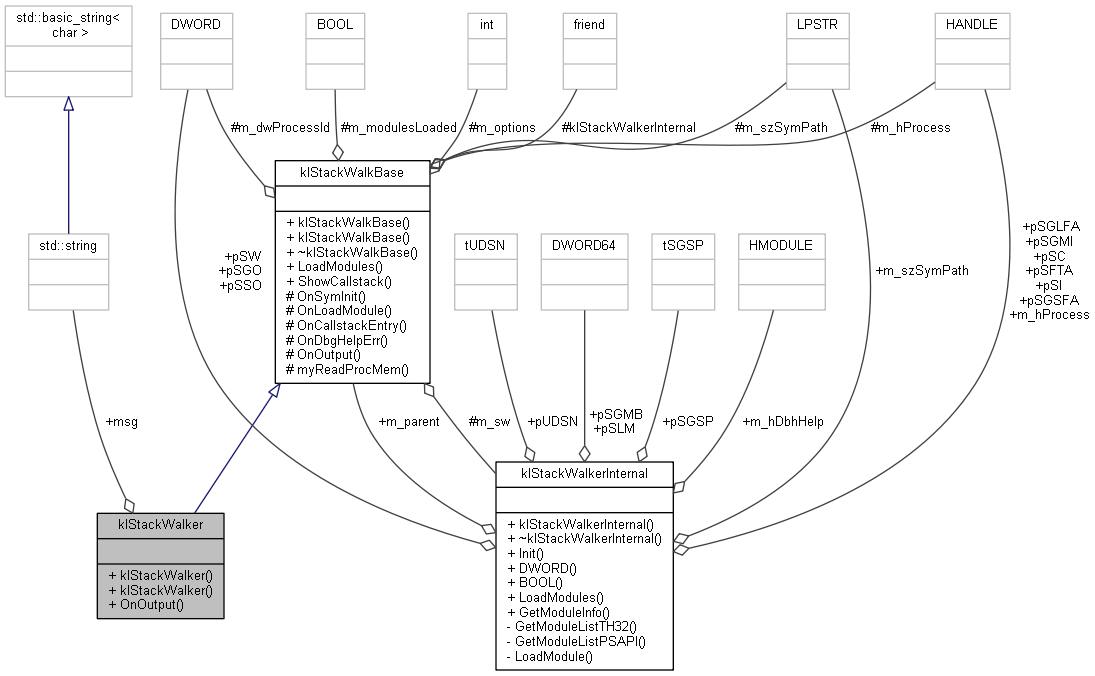 std::basic_string<
char >
DWORD
BOOL
int
friend
LPSTR
HANDLE
#m_dwProcessId
#m_modulesLoaded
#m_options
#klStackWalkerInternal
#m_szSymPath
#m_hProcess
klStackWalkBase
+ klStackWalkBase()
+ klStackWalkBase()
+ ~klStackWalkBase()
+ LoadModules()
+ ShowCallstack()
# OnSymInit()
# OnLoadModule()
# OnCallstackEntry()
# OnDbgHelpErr()
# OnOutput()
# myReadProcMem()
std::string
tUDSN
DWORD64
tSGSP
HMODULE
+pSW
+pSGO
+pSSO
+m_szSymPath
+pSGLFA
+pSGMI
+pSC
+pSFTA
+pSI
+pSGSFA
+m_hProcess
+msg
+m_parent
#m_sw
+pUDSN
+pSGMB
+pSLM
+pSGSP
+m_hDbhHelp
klStackWalker
+ klStackWalker()
+ klStackWalker()
+ OnOutput()
klStackWalkerInternal
+ klStackWalkerInternal()
+ ~klStackWalkerInternal()
+ Init()
+ DWORD()
+ BOOL()
+ LoadModules()
+ GetModuleInfo()
- GetModuleListTH32()
- GetModuleListPSAPI()
- LoadModule()